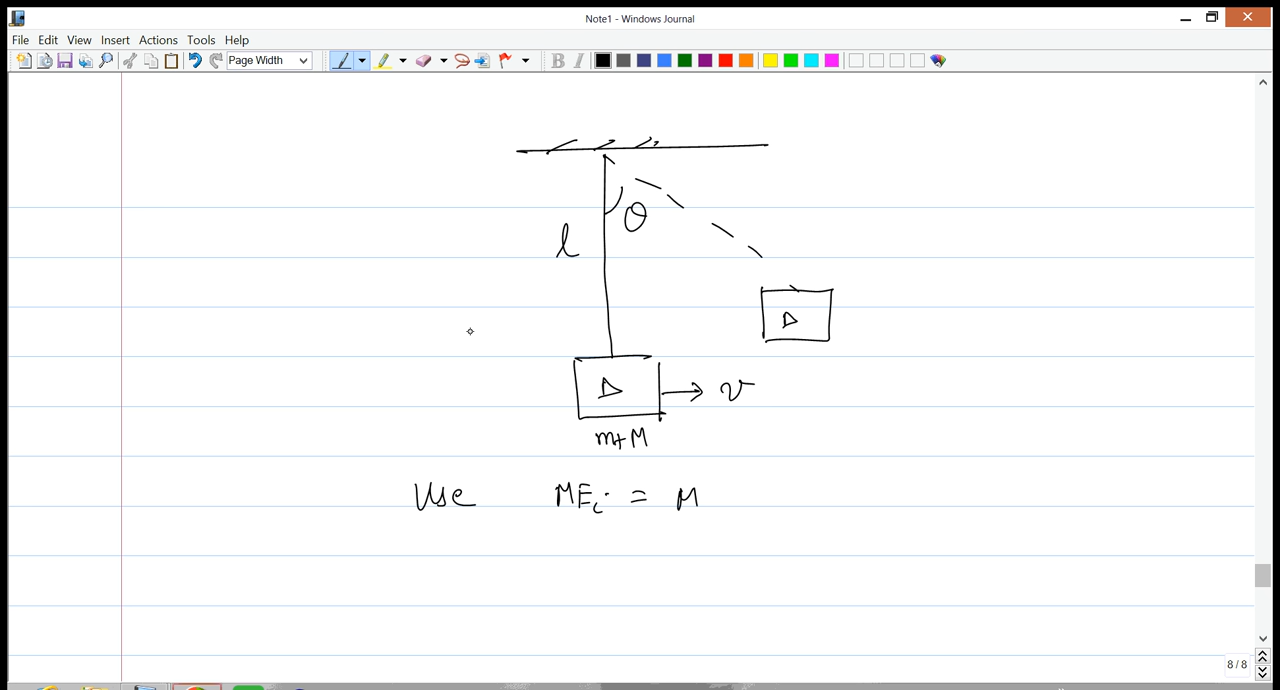 Note1 - Windows Journal
File Edit View Insert Actions Tools Help
Page Width
B I
θ
l
v
m+M
Use MEi = M
8 / 8